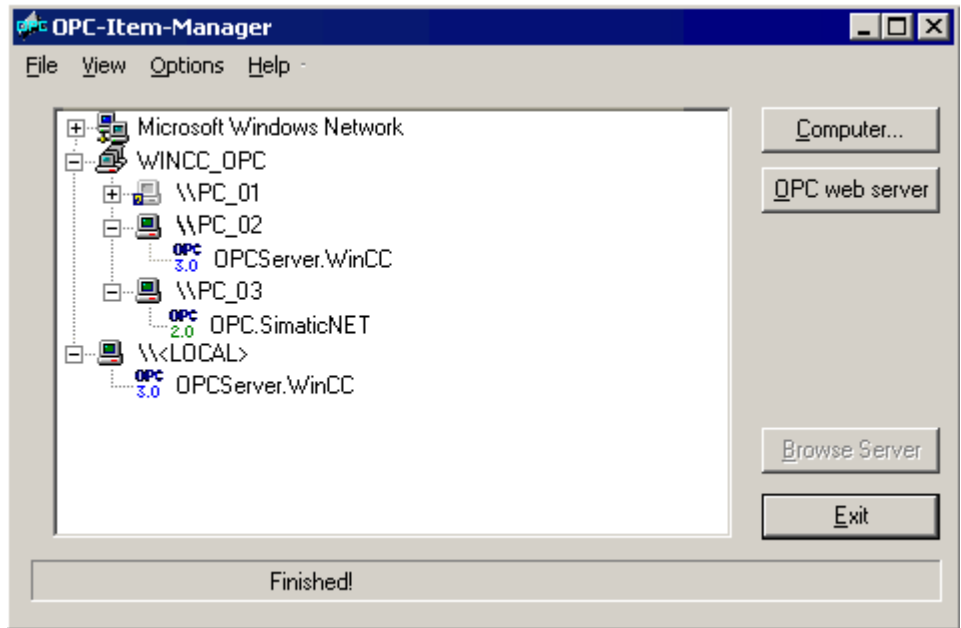 OPC OPC-Item-Manager
File View Options Help
Microsoft Windows Network
Computer...
WINCC_OPC
OPC web server
\\PC_01
\\PC_02
OPC 3.0 OPCServer.WinCC
\\PC_03
OPC 2.0 OPC.SimaticNET
\\<LOCAL>
OPC 3.0 OPCServer.WinCC
Browse Server
Exit
Finished!